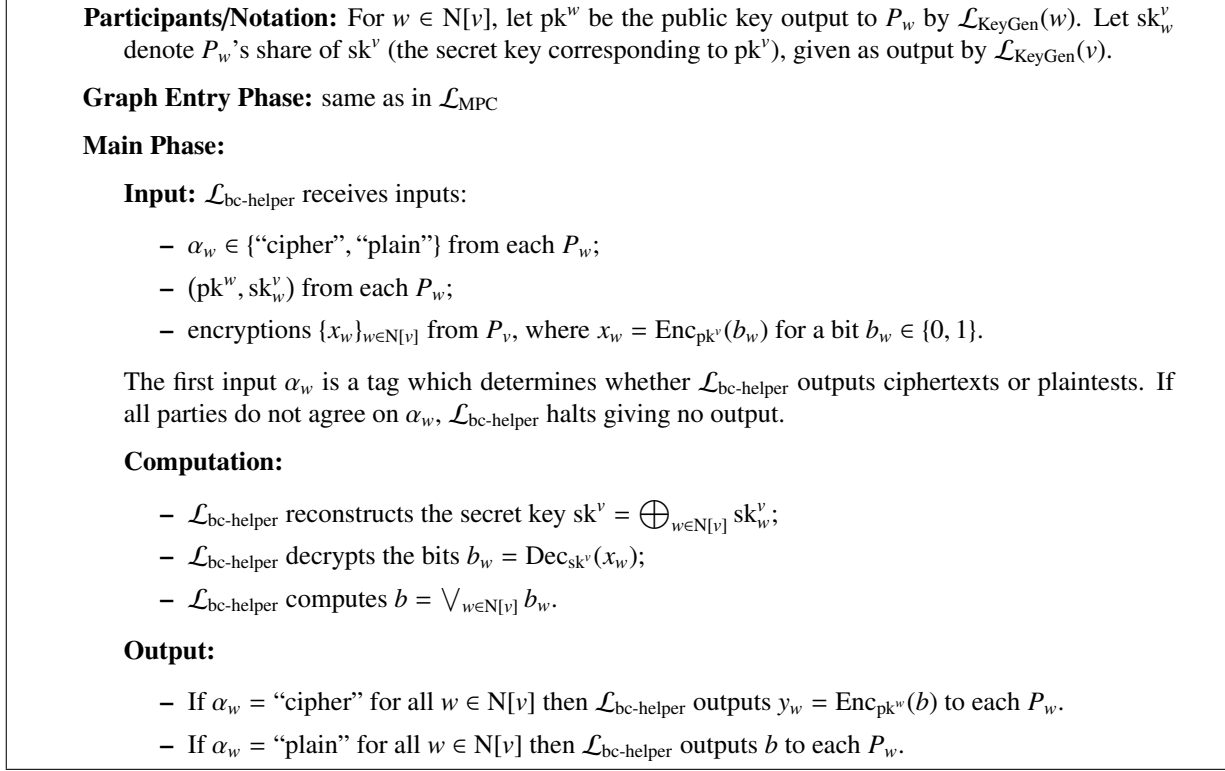 Participants/Notation: For w ∈ N[v], let pk^w be the public key output to P_w by 𝓛_KeyGen(w). Let sk^v_w
denote P_w's share of sk^v (the secret key corresponding to pk^v), given as output by 𝓛_KeyGen(v).
Graph Entry Phase: same as in 𝓛_MPC
Main Phase:
Input: 𝓛_bc-helper receives inputs:
– α_w ∈ {“cipher”, “plain”} from each P_w;
– (pk^w, sk^v_w) from each P_w;
– encryptions {x_w}_{w∈N[v]} from P_v, where x_w = Enc_{pk^v}(b_w) for a bit b_w ∈ {0, 1}.
The first input α_w is a tag which determines whether 𝓛_bc-helper outputs ciphertexts or plaintests. If
all parties do not agree on α_w, 𝓛_bc-helper halts giving no output.
Computation:
– 𝓛_bc-helper reconstructs the secret key sk^v = ⊕_{w∈N[v]} sk^v_w;
– 𝓛_bc-helper decrypts the bits b_w = Dec_{sk^v}(x_w);
– 𝓛_bc-helper computes b = ⋁_{w∈N[v]} b_w.
Output:
– If α_w = “cipher” for all w ∈ N[v] then 𝓛_bc-helper outputs y_w = Enc_{pk^w}(b) to each P_w.
– If α_w = “plain” for all w ∈ N[v] then 𝓛_bc-helper outputs b to each P_w.